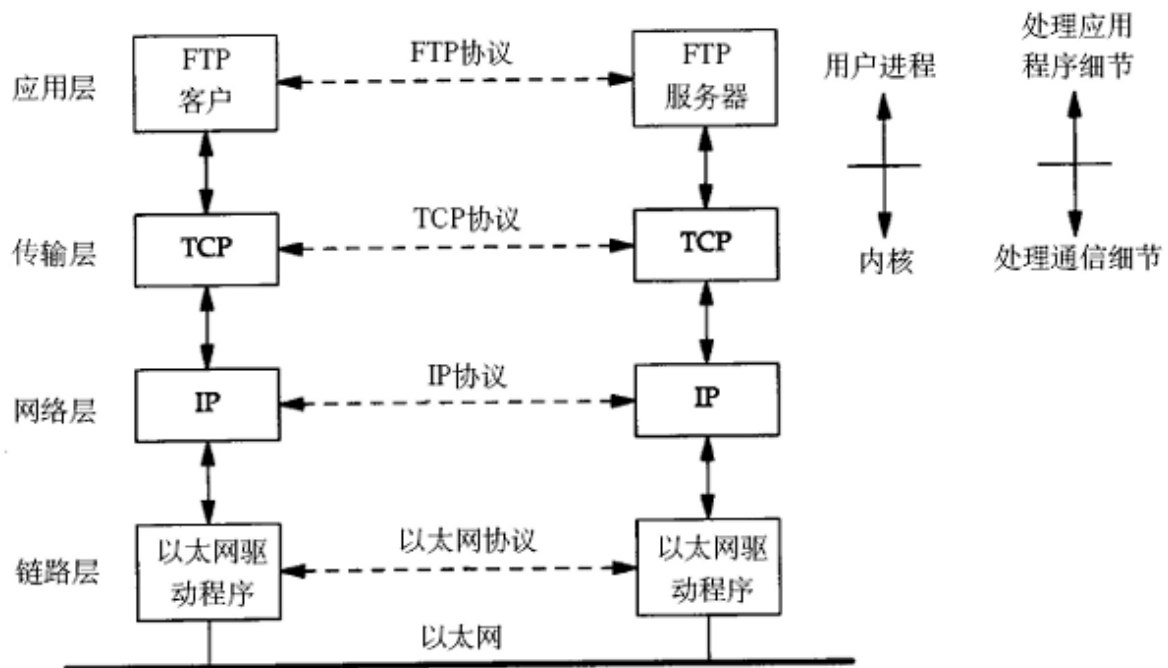 处理应用
程序细节
FTP
客户
FTP协议
FTP
服务器
用户进程
应用层
TCP协议
传输层
TCP
TCP
内核
处理通信细节
IP协议
网络层
IP
IP
以太网协议
链路层
以太网驱
动程序
以太网驱
动程序
以太网